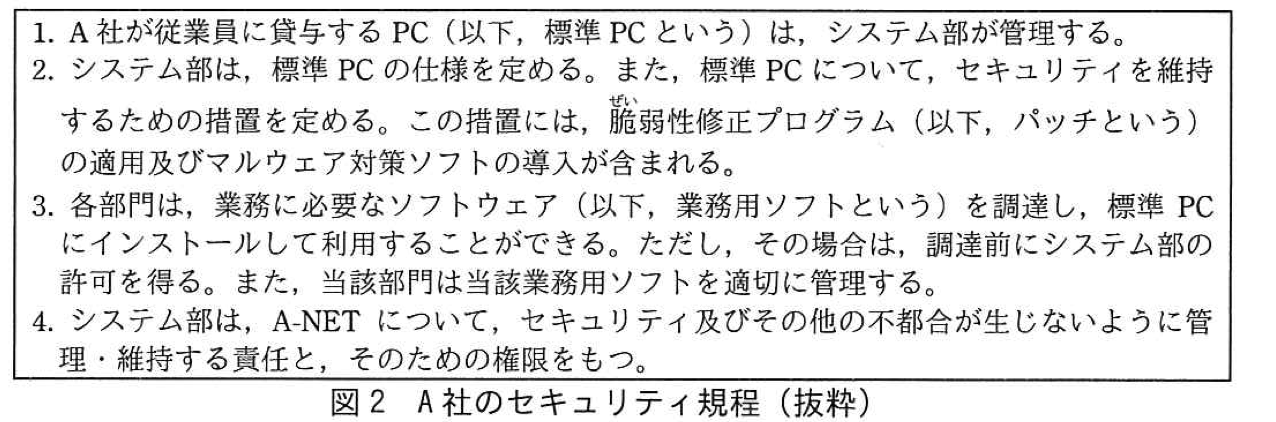 1. A社が従業員に貸与する PC（以下，標準 PC という）は，システム部が管理する。
2. システム部は，標準 PC の仕様を定める。また，標準 PC について，セキュリティを維持
ぜい
するための措置を定める。この措置には，脆弱性修正プログラム（以下，パッチという）
の適用及びマルウェア対策ソフトの導入が含まれる。
3. 各部門は，業務に必要なソフトウェア（以下，業務用ソフトという）を調達し，標準 PC
にインストールして利用することができる。ただし，その場合は，調達前にシステム部の
許可を得る。また，当該部門は当該業務用ソフトを適切に管理する。
4. システム部は，A-NET について，セキュリティ及びその他の不都合が生じないように管
理・維持する責任と，そのための権限をもつ。
図2 A社のセキュリティ規程（抜粋）